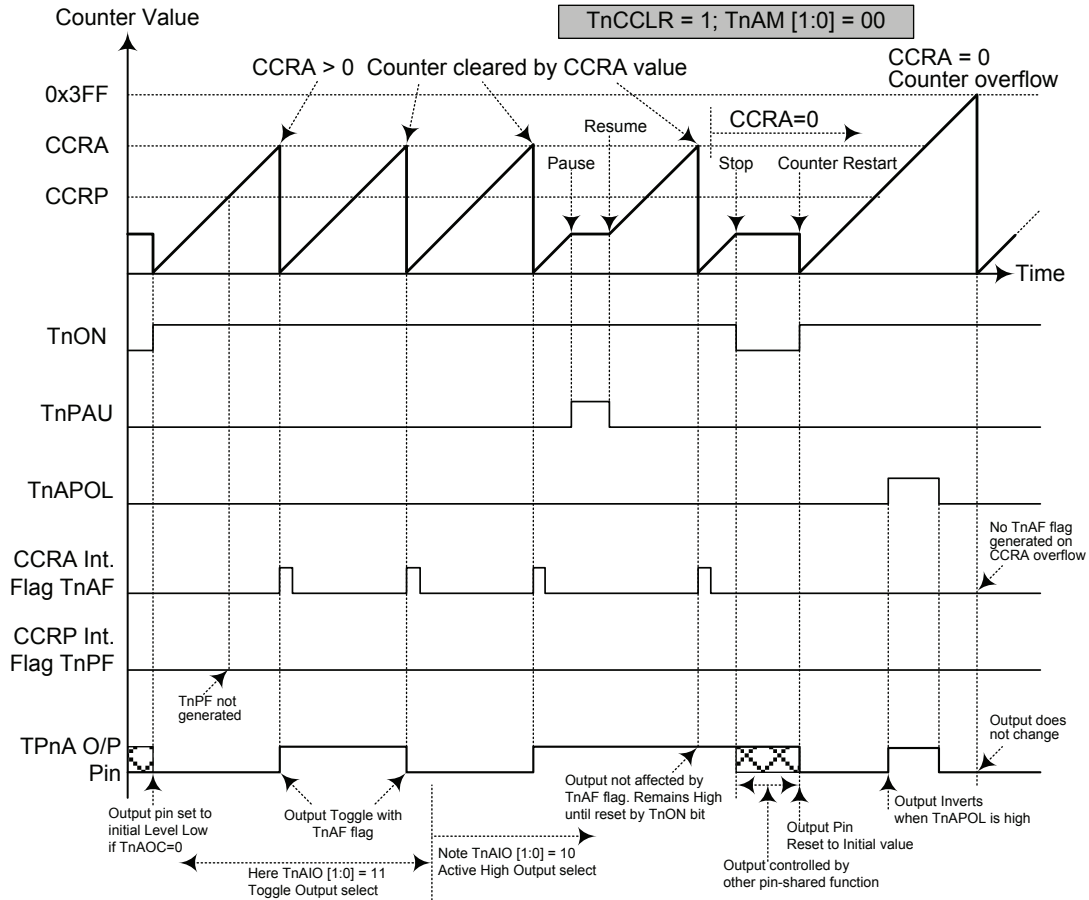 Counter Value
TnCCLR = 1; TnAM [1:0] = 00
CCRA > 0
Counter cleared by CCRA value
CCRA = 0
Counter overflow
0x3FF
CCRA
CCRP
Pause
Resume
CCRA=0
Stop
Counter Restart
Time
TnON
TnPAU
TnAPOL
CCRA Int.
Flag TnAF
No TnAF flag
generated on
CCRA overflow
CCRP Int.
Flag TnPF
TnPF not
generated
TPnA O/P
Pin
Output does
not change
Output pin set to
initial Level Low
if TnAOC=0
Output Toggle with
TnAF flag
Output not affected by
TnAF flag. Remains High
until reset by TnON bit
Output Inverts
when TnAPOL is high
Output Pin
Reset to Initial value
Here TnAIO [1:0] = 11
Toggle Output select
Note TnAIO [1:0] = 10
Active High Output select
Output controlled by
other pin-shared function